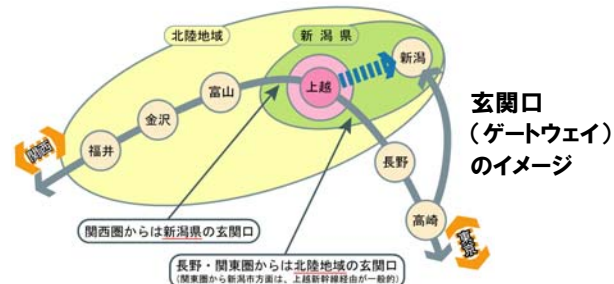 北陸地域
新潟県
新潟
上越
富山
金沢
福井
関西
長野
高崎
東京
玄関口
（ゲートウェイ）
のイメージ
関西圏からは新潟県の玄関口
長野・関東圏からは北陸地域の玄関口
（関東圏から新潟市方面は、上越新幹線経由が一般的）